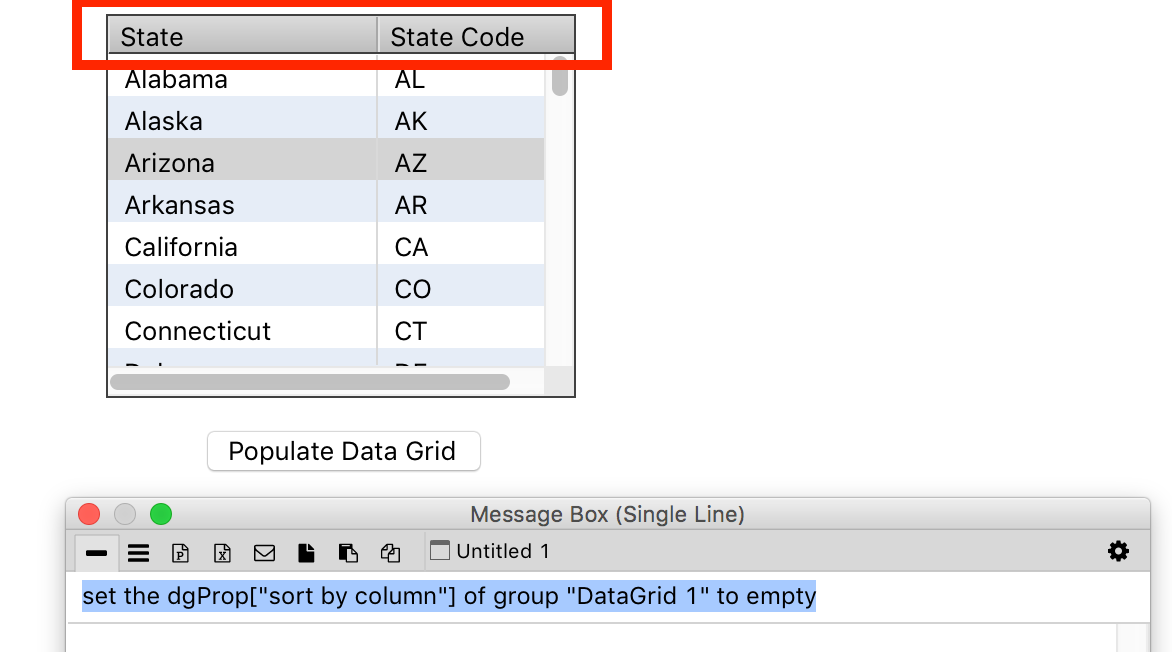 State State Code
Alabama AL
Alaska AK
Arizona AZ
Arkansas AR
California CA
Colorado CO
Connecticut CT
Populate Data Grid
Message Box (Single Line)
Untitled 1
set the dgProp["sort by column"] of group "DataGrid 1" to empty